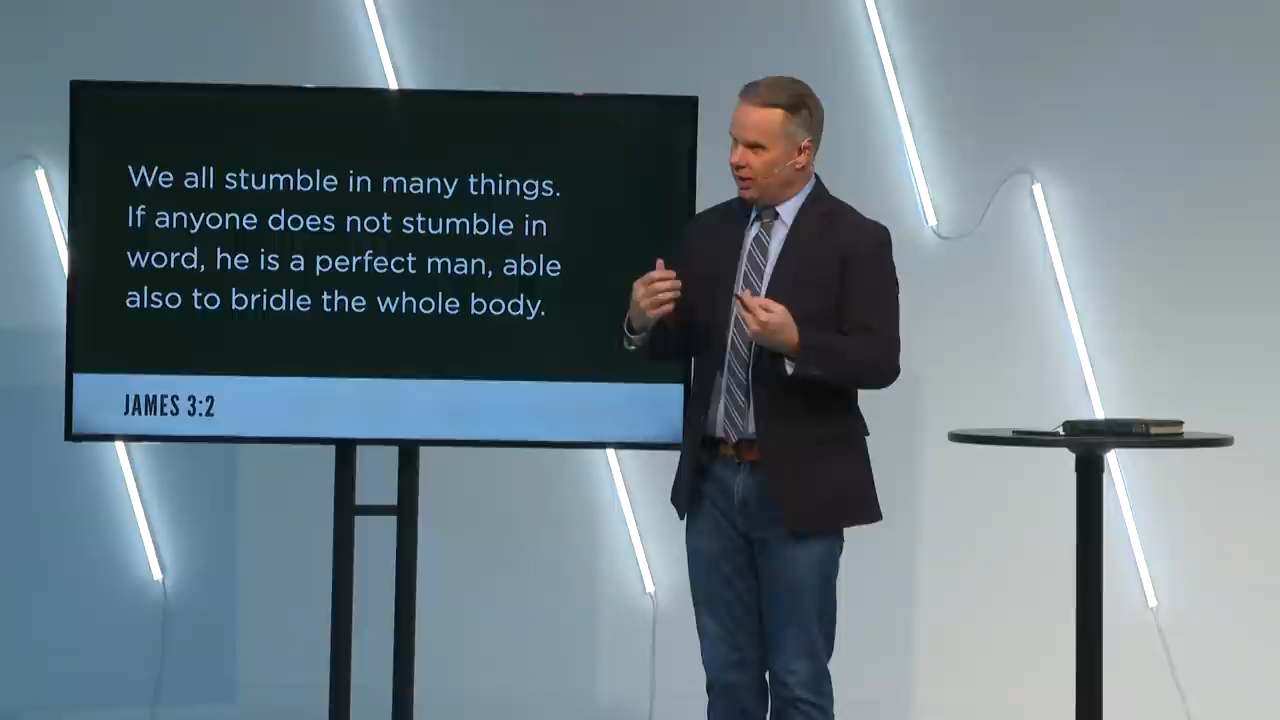 We all stumble in many things.
If anyone does not stumble in
word, he is a perfect man, able
also to bridle the whole body.
JAMES 3:2